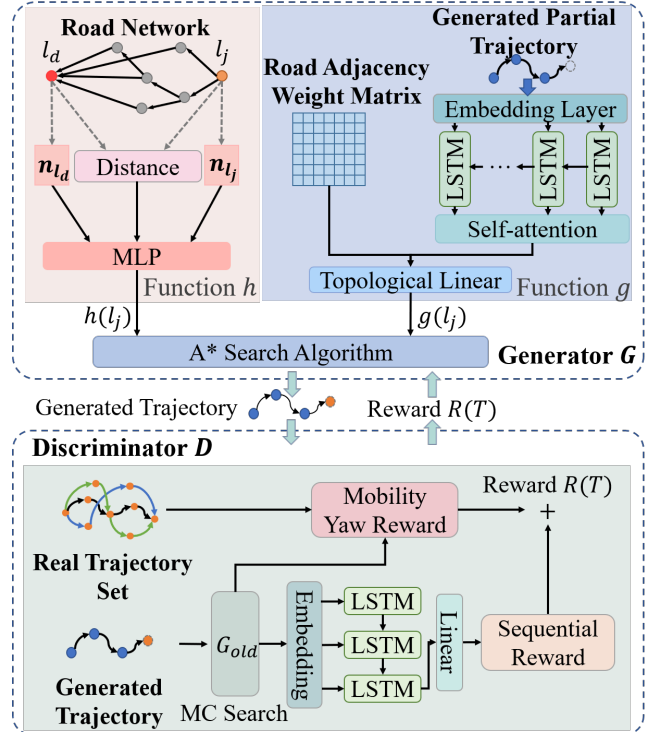 Road Network
l_d
l_j
n_{l_d}
Distance
n_{l_j}
MLP
Function h
h(l_j)
Generated Partial
Trajectory
Road Adjacency
Weight Matrix
Embedding Layer
LSTM
...
LSTM
LSTM
Self-attention
Topological Linear
Function g
g(l_j)
A* Search Algorithm
Generator G
Generated Trajectory
Reward R(T)
Discriminator D
Real Trajectory
Set
Mobility
Yaw Reward
Reward R(T)
+
Generated
Trajectory
G_{old}
MC Search
Embedding
LSTM
LSTM
LSTM
Linear
Sequential
Reward